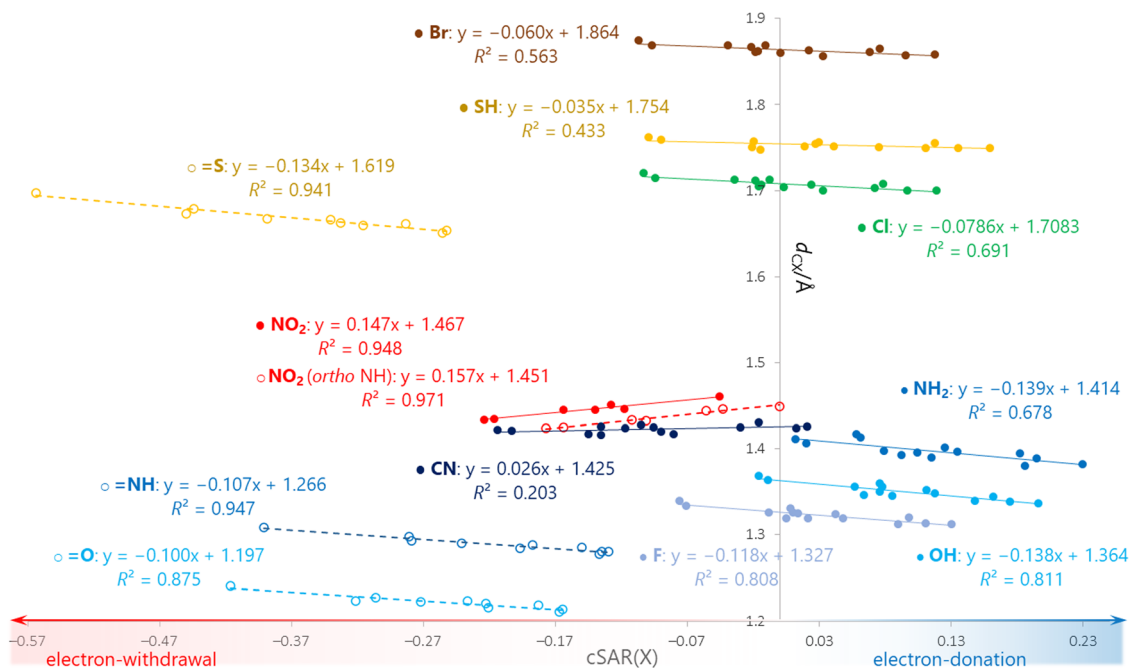 1.9
● Br: y = −0.060x + 1.864
R² = 0.563
1.8
● SH: y = −0.035x + 1.754
R² = 0.433
○ =S: y = −0.134x + 1.619
R² = 0.941
1.7
● Cl: y = −0.0786x + 1.7083
R² = 0.691
d_CX/Å
1.6
● NO₂: y = 0.147x + 1.467
R² = 0.948
1.5
○ NO₂ (ortho NH): y = 0.157x + 1.451
R² = 0.971
● NH₂: y = −0.139x + 1.414
R² = 0.678
1.4
● CN: y = 0.026x + 1.425
R² = 0.203
○ =NH: y = −0.107x + 1.266
R² = 0.947
1.3
○ =O: y = −0.100x + 1.197
R² = 0.875
● F: y = −0.118x + 1.327
R² = 0.808
● OH: y = −0.138x + 1.364
R² = 0.811
1.2
−0.57 −0.47 −0.37 −0.27 −0.17 −0.07 0.03 0.13 0.23
electron-withdrawal cSAR(X) electron-donation